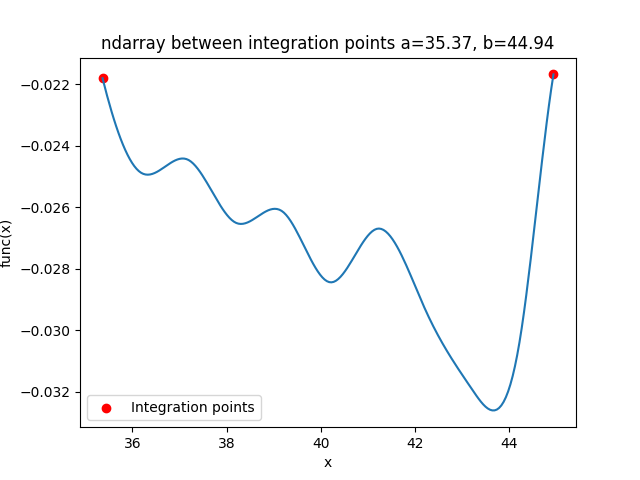 ndarray between integration points a=35.37, b=44.94
−0.022
−0.024
−0.026
−0.028
−0.030
−0.032
func(x)
Integration points
36
38
40
42
44
x